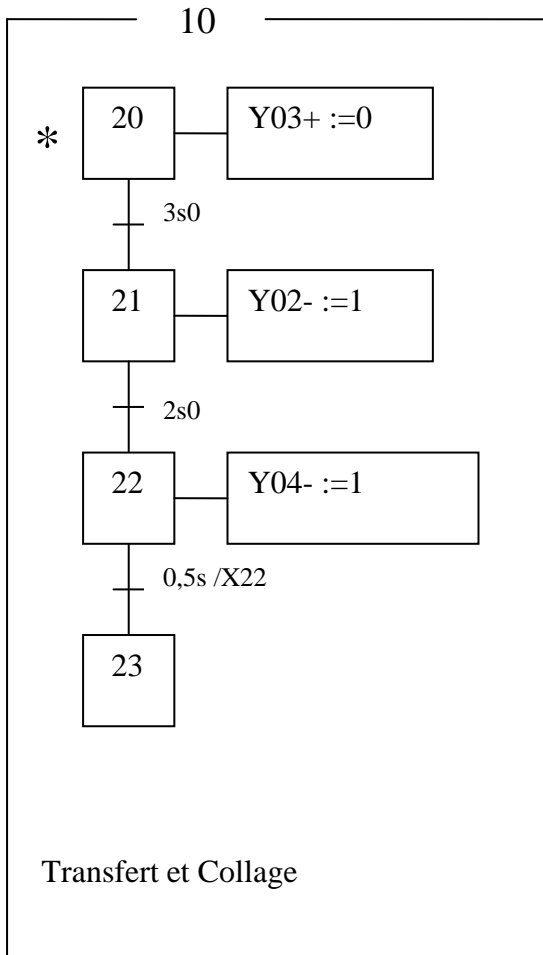 10
* 20 Y03+ :=0
3s0
21 Y02- :=1
2s0
22 Y04- :=1
0,5s /X22
23
Transfert et Collage